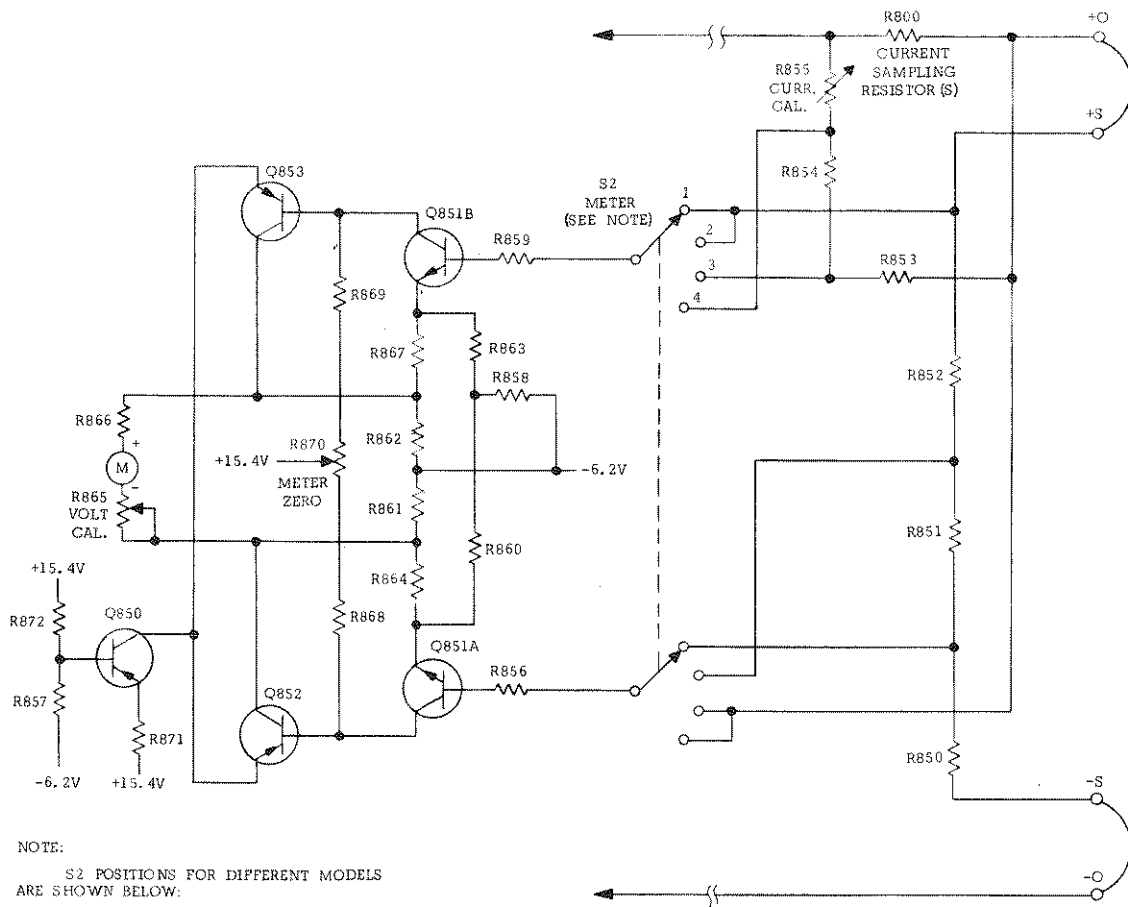 R800
+O
CURRENT
SAMPLING
RESISTOR(S)
R855
CURR.
CAL.
+S
R854
Q853
S2
METER
(SEE NOTE)
1
2
3
4
Q851B
R859
R853
R869
R863
R867
R858
R852
R866
+
M
-
R865
VOLT
CAL.
R870
+15.4V
METER
ZERO
R862
-6.2V
R861
R851
R860
R864
+15.4V
R872
Q850
R868
Q851A
R856
R857
Q852
R871
-6.2V
+15.4V
R850
-S
-O
NOTE:
S2 POSITIONS FOR DIFFERENT MODELS
ARE SHOWN BELOW: